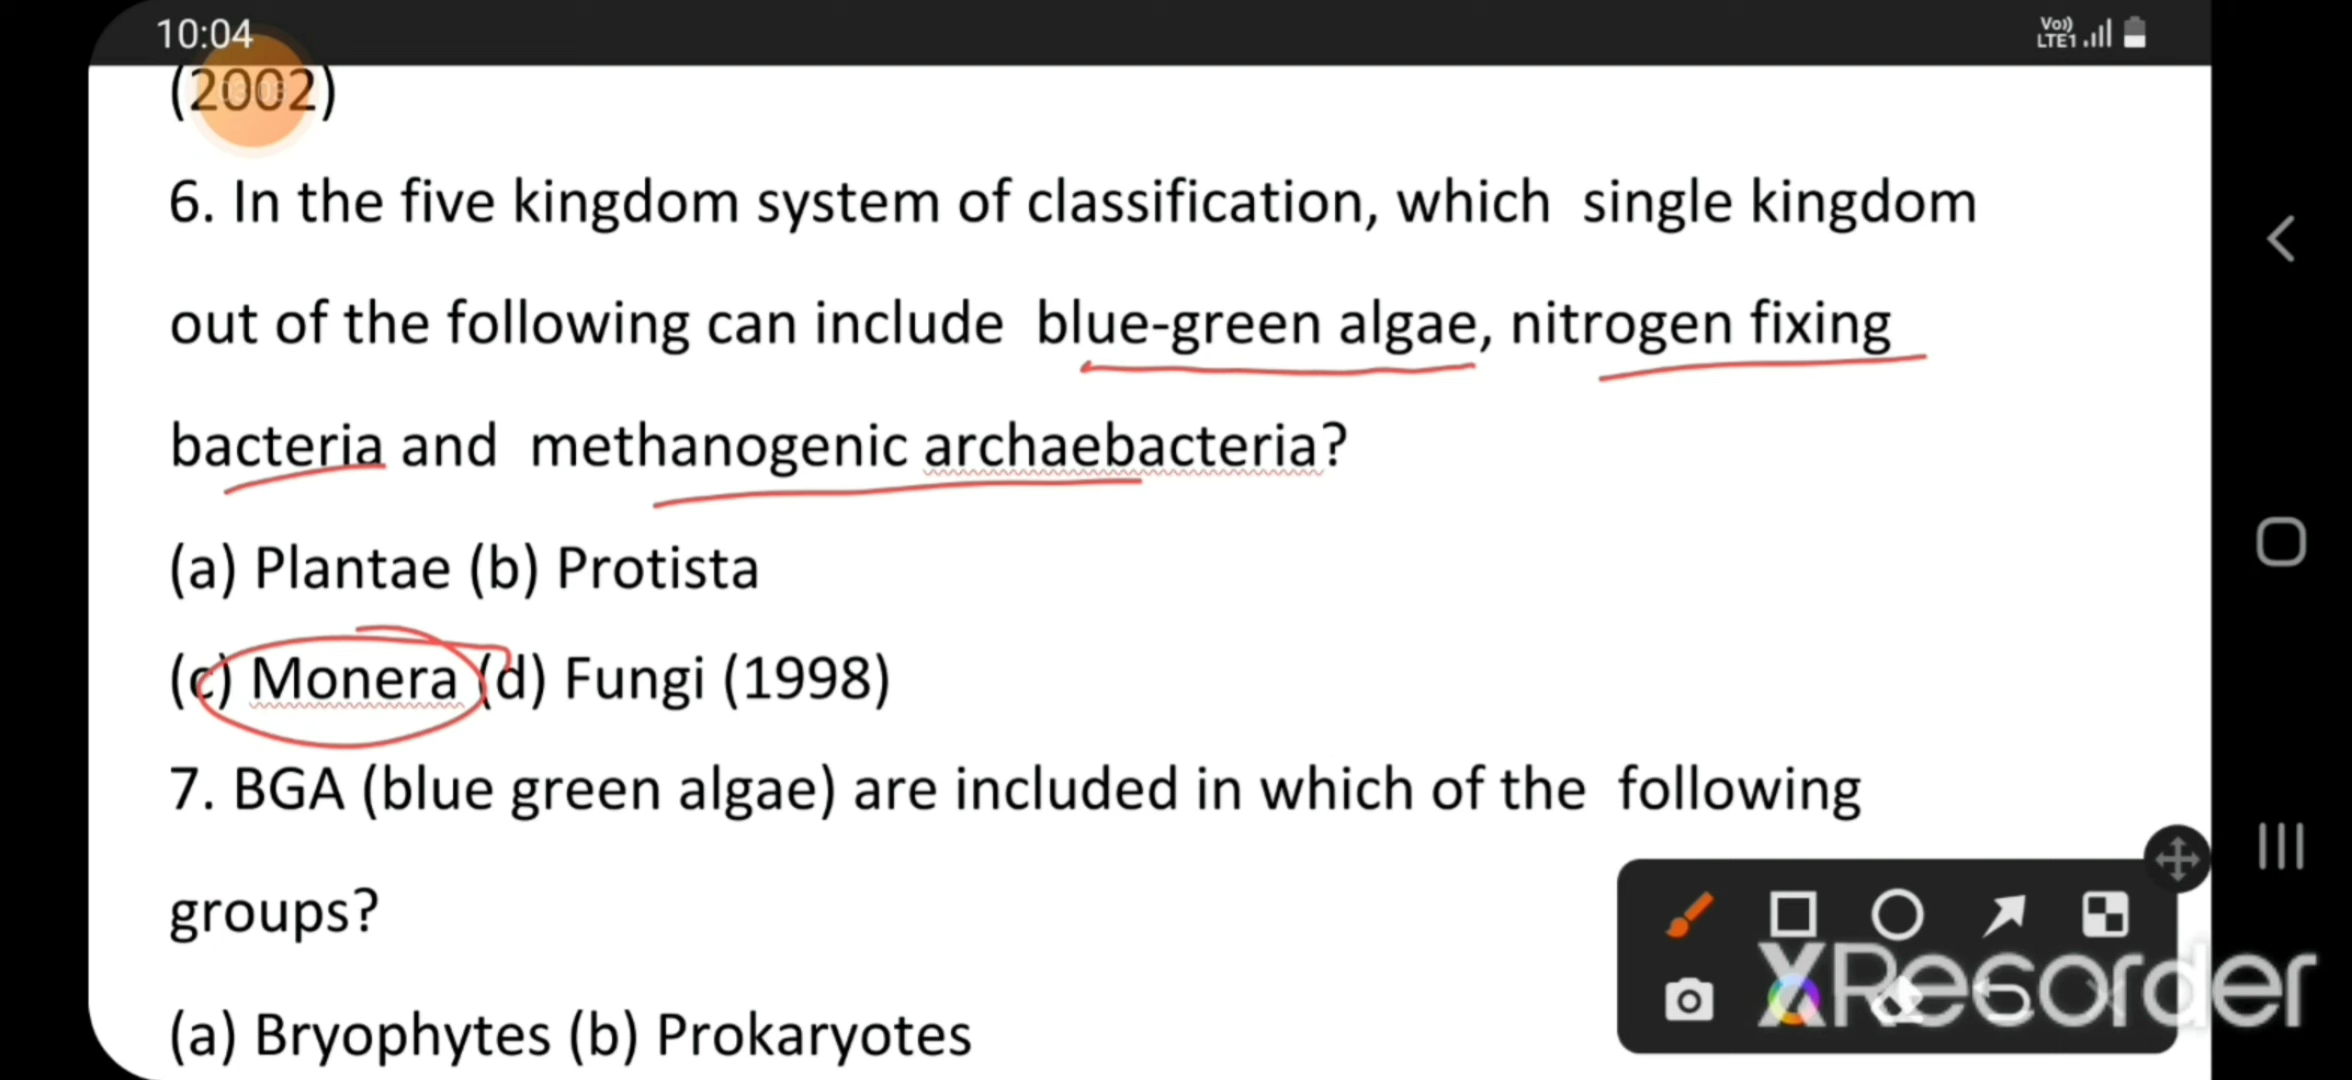 10:04
Vo)) LTE1
(2002)
6. In the five kingdom system of classification, which single kingdom
out of the following can include blue-green algae, nitrogen fixing
bacteria and methanogenic archaebacteria?
(a) Plantae (b) Protista
(c) Monera (d) Fungi (1998)
7. BGA (blue green algae) are included in which of the following
groups?
(a) Bryophytes (b) Prokaryotes
XRecorder